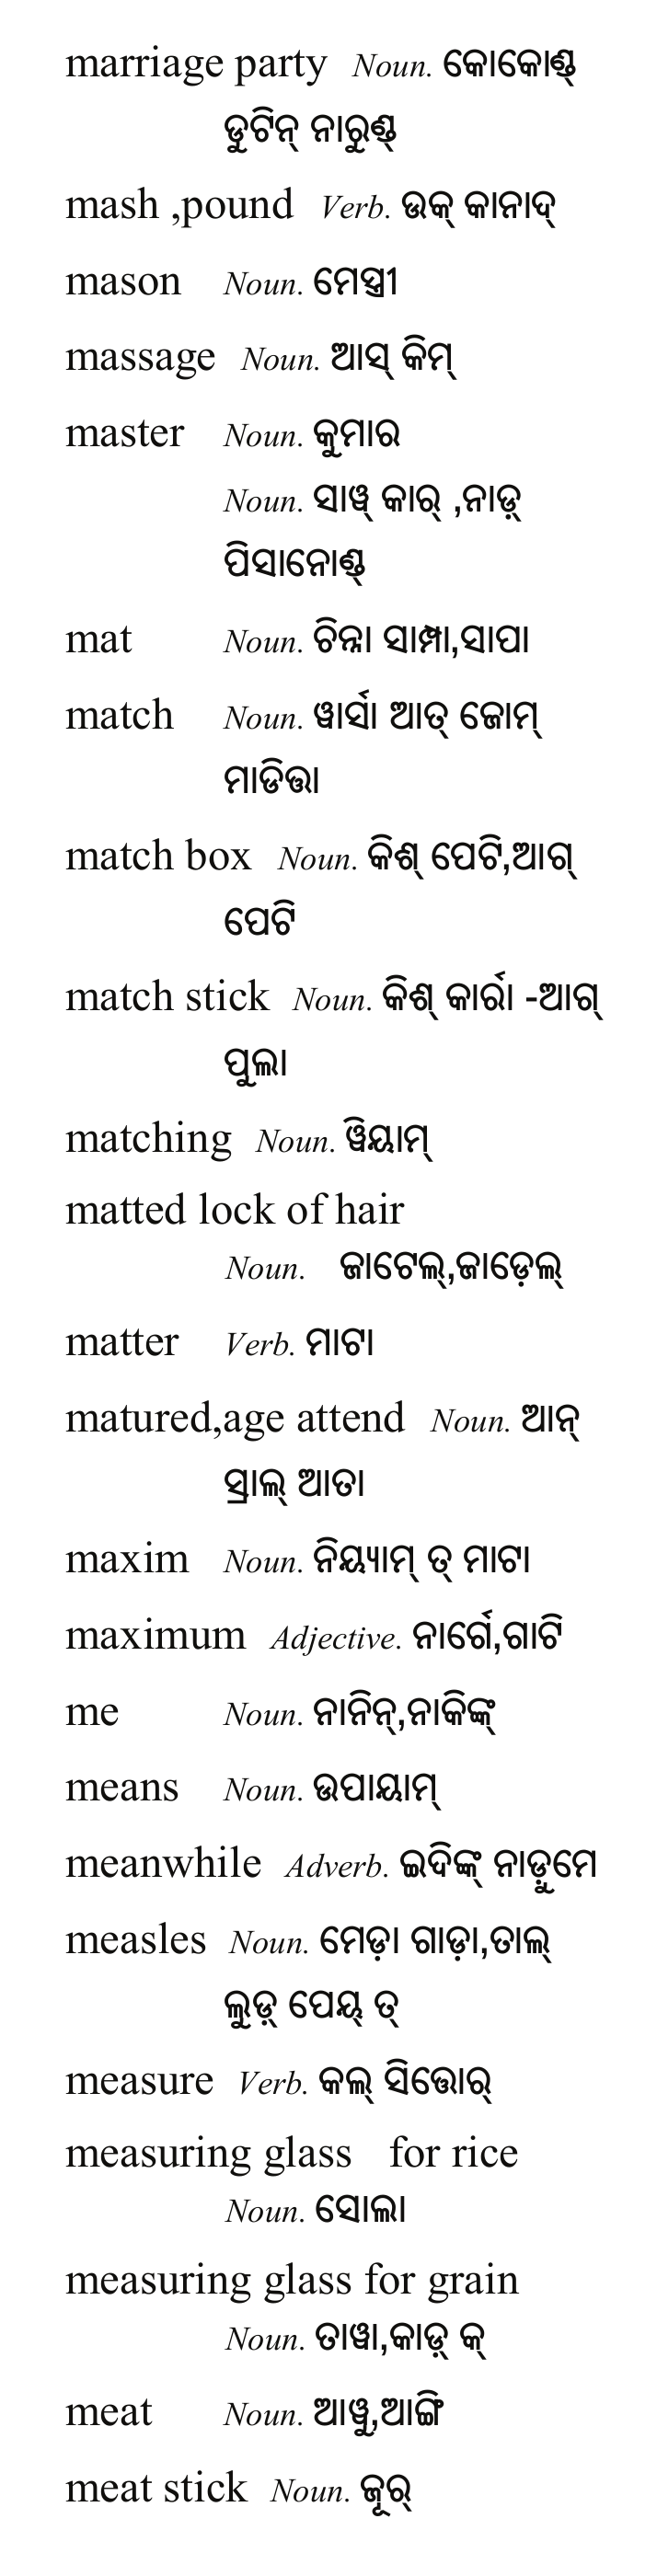 marriage party Noun. କୋକୋଣ୍ଡ୍
ଡୁଟିନ୍ ନାରୁଣ୍ଡ୍
mash ,pound Verb. ଉକ୍ କାନାଦ୍
mason Noun. ମେସ୍ତ୍ରୀ
massage Noun. ଆସ୍ କିମ୍
master Noun. କୁମାର
Noun. ସାୱ୍ କାର୍ ,ନାଡ଼୍
ପିସାନୋଣ୍ଡ୍
mat Noun. ଚିନ୍ନା ସାମ୍ପା,ସାପା
match Noun. ୱାର୍ସା ଆତ୍ ଜୋମ୍
ମାଡିତ୍ତା
match box Noun. କିଶ୍ ପେଟି,ଆଗ୍
ପେଟି
match stick Noun. କିଶ୍ କାର୍ରା -ଆଗ୍
ପୁଲା
matching Noun. ୱିୟାମ୍
matted lock of hair
Noun. ଜାଟେଲ୍,ଜାଡ଼େଲ୍
matter Verb. ମାଟା
matured,age attend Noun. ଆନ୍
ସ୍ରାଲ୍ ଆତା
maxim Noun. ନିୟ୍ୟାମ୍ ତ୍ ମାଟା
maximum Adjective. ନାର୍ଗେ,ଗାଟି
me Noun. ନାନିନ୍,ନାକିଙ୍କ୍
means Noun. ଉପାୟାମ୍
meanwhile Adverb. ଇଦିଙ୍କ୍ ନାଡ଼ୁମେ
measles Noun. ମେଡ଼ା ଗାଡ଼ା,ତାଲ୍
ଲୁଡ଼୍ ପେୟ୍ ତ୍
measure Verb. କଲ୍ ସିତ୍ତୋର୍
measuring glass for rice
Noun. ସୋଲା
measuring glass for grain
Noun. ତାୱା,କାଡ଼୍ କ୍
meat Noun. ଆୱୁ,ଆଙ୍ଗି
meat stick Noun. ଜୂର୍